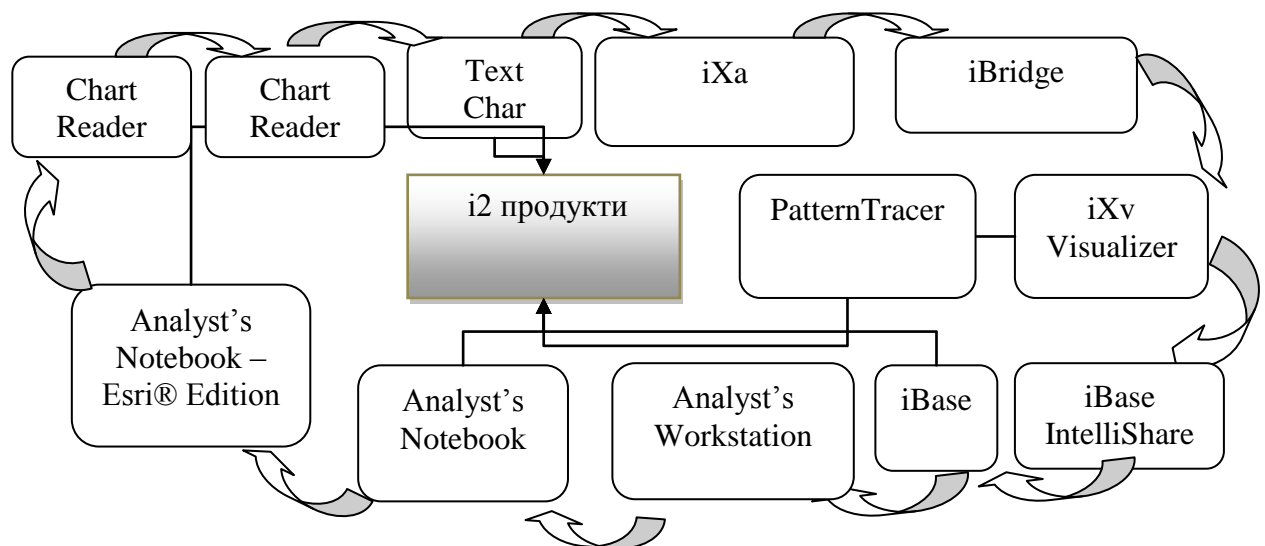 Chart
Reader
Chart
Reader
Text
Char
iXa
iBridge
i2 продукти
PatternTracer
iXv
Visualizer
Analyst’s
Notebook –
Esri® Edition
Analyst’s
Notebook
Analyst’s
Workstation
iBase
iBase
IntelliShare